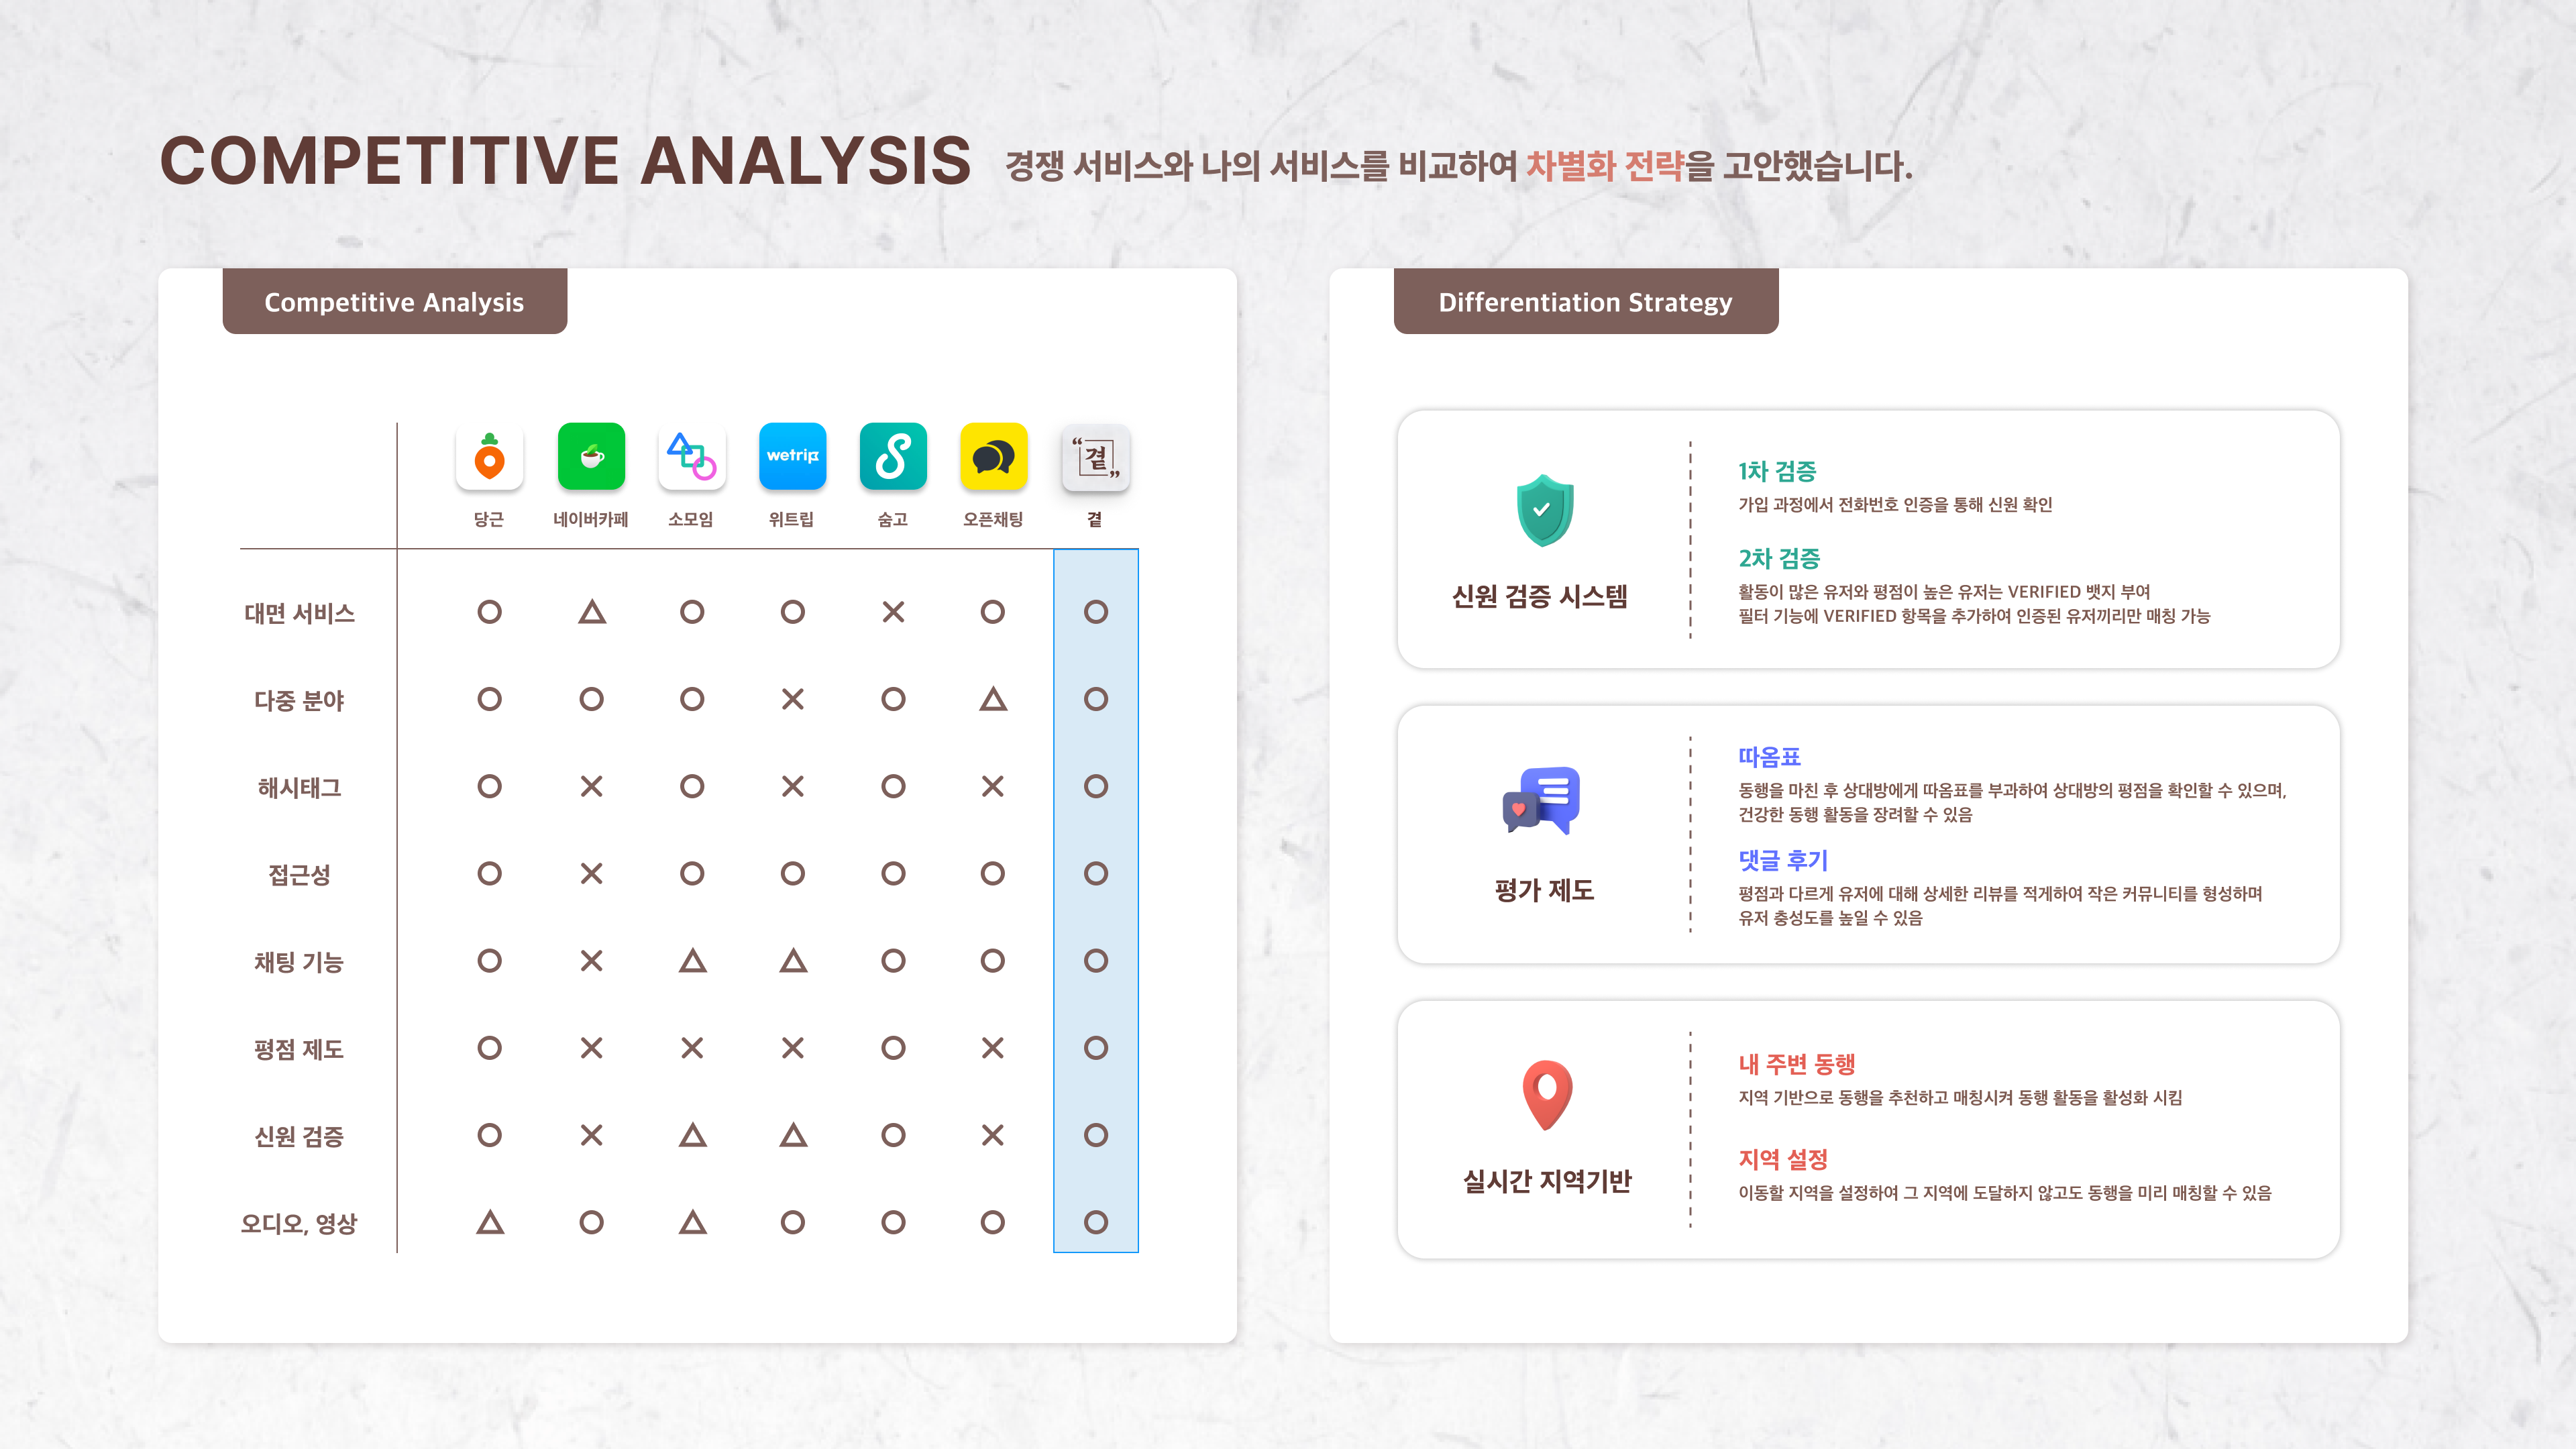 COMPETITIVE ANALYSIS 경쟁 서비스와 나의 서비스를 비교하여 차별화 전략을 고안했습니다.
Competitive Analysis
wetrip
“곁”
당근 네이버카페 소모임 위트립 숨고 오픈채팅 곁
대면 서비스 ○ △ ○ ○ × ○ ○
다중 분야 ○ ○ ○ × ○ △ ○
해시태그 ○ × ○ × ○ × ○
접근성 ○ × ○ ○ ○ ○ ○
채팅 기능 ○ × △ △ ○ ○ ○
평점 제도 ○ × × × ○ × ○
신원 검증 ○ × △ △ ○ × ○
오디오, 영상 △ ○ △ ○ ○ ○ ○
Differentiation Strategy
신원 검증 시스템
1차 검증
가입 과정에서 전화번호 인증을 통해 신원 확인
2차 검증
활동이 많은 유저와 평점이 높은 유저는 VERIFIED 뱃지 부여
필터 기능에 VERIFIED 항목을 추가하여 인증된 유저끼리만 매칭 가능
평가 제도
따옴표
동행을 마친 후 상대방에게 따옴표를 부과하여 상대방의 평점을 확인할 수 있으며,
건강한 동행 활동을 장려할 수 있음
댓글 후기
평점과 다르게 유저에 대해 상세한 리뷰를 적게하여 작은 커뮤니티를 형성하며
유저 충성도를 높일 수 있음
실시간 지역기반
내 주변 동행
지역 기반으로 동행을 추천하고 매칭시켜 동행 활동을 활성화 시킴
지역 설정
이동할 지역을 설정하여 그 지역에 도달하지 않고도 동행을 미리 매칭할 수 있음